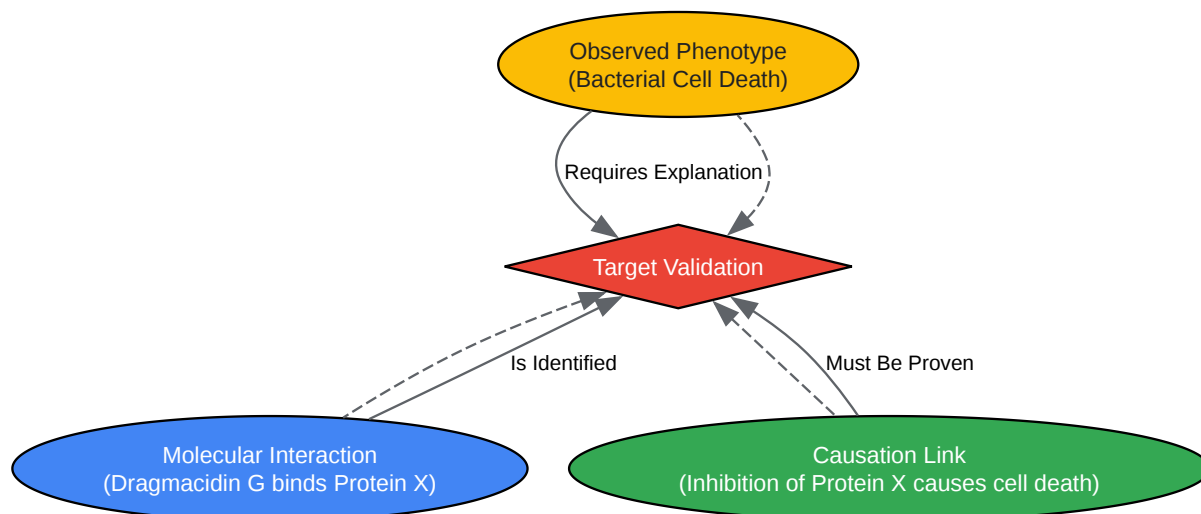 Observed Phenotype
(Bacterial Cell Death)
Requires Explanation
Target Validation
Is Identified
Must Be Proven
Molecular Interaction
(Dragmacidin G binds Protein X)
Causation Link
(Inhibition of Protein X causes cell death)